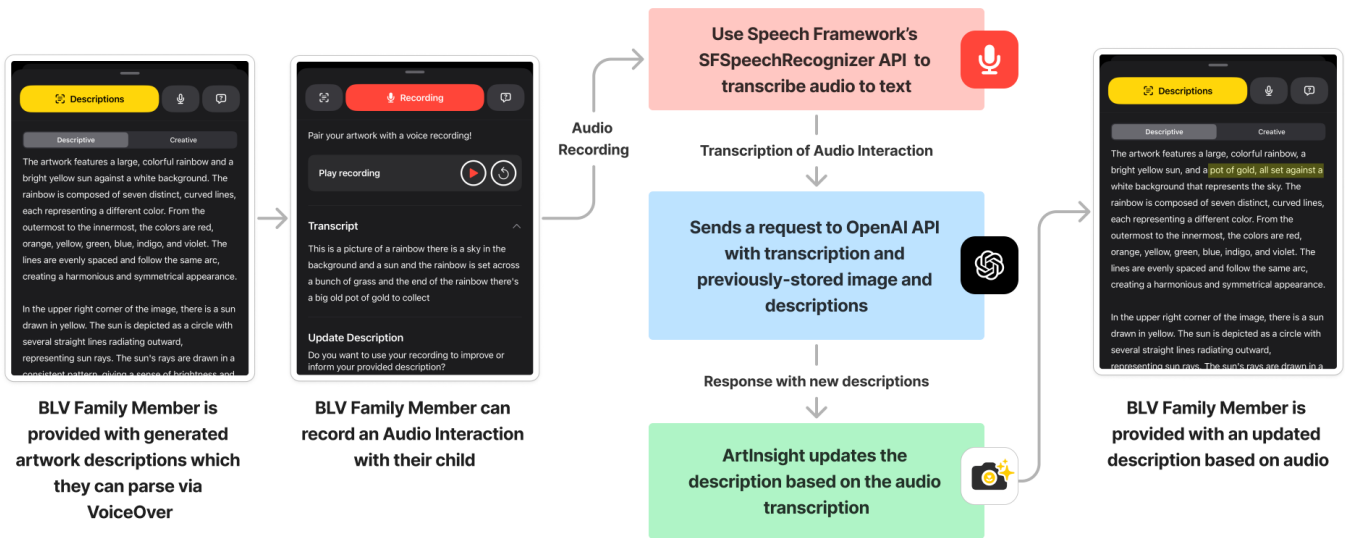 Descriptions
Descriptive
Creative
The artwork features a large, colorful rainbow and a
bright yellow sun against a white background. The
rainbow is composed of seven distinct, curved lines,
each representing a different color. From the
outermost to the innermost, the colors are red,
orange, yellow, green, blue, indigo, and violet. The
lines are evenly spaced and follow the same arc,
creating a harmonious and symmetrical appearance.
In the upper right corner of the image, there is a sun
drawn in yellow. The sun is depicted as a circle with
several straight lines radiating outward,
representing sun rays. The sun's rays are drawn in a
consistent pattern, giving a sense of brightness and
BLV Family Member is
provided with generated
artwork descriptions which
they can parse via
VoiceOver
Recording
Pair your artwork with a voice recording!
Play recording
Transcript
This is a picture of a rainbow there is a sky in the
background and a sun and the rainbow is set across
a bunch of grass and the end of the rainbow there's
a big old pot of gold to collect
Update Description
Do you want to use your recording to improve or
inform your provided description?
BLV Family Member can
record an Audio Interaction
with their child
Audio
Recording
Use Speech Framework's
SFSpeechRecognizer API to
transcribe audio to text
Transcription of Audio Interaction
Sends a request to OpenAI API
with transcription and
previously-stored image and
descriptions
Response with new descriptions
ArtInsight updates the
description based on the audio
transcription
Descriptions
Descriptive
Creative
The artwork features a large, colorful rainbow, a
bright yellow sun, and a pot of gold, all set against a
white background that represents the sky. The
rainbow is composed of seven distinct, curved lines,
each representing a different color. From the
outermost to the innermost, the colors are red,
orange, yellow, green, blue, indigo, and violet. The
lines are evenly spaced and follow the same arc,
creating a harmonious and symmetrical appearance.
In the upper right corner of the image, there is a sun
drawn in yellow. The sun is depicted as a circle with
several straight lines radiating outward,
representing sun rays. The sun's rays are drawn in a
BLV Family Member is
provided with an updated
description based on audio